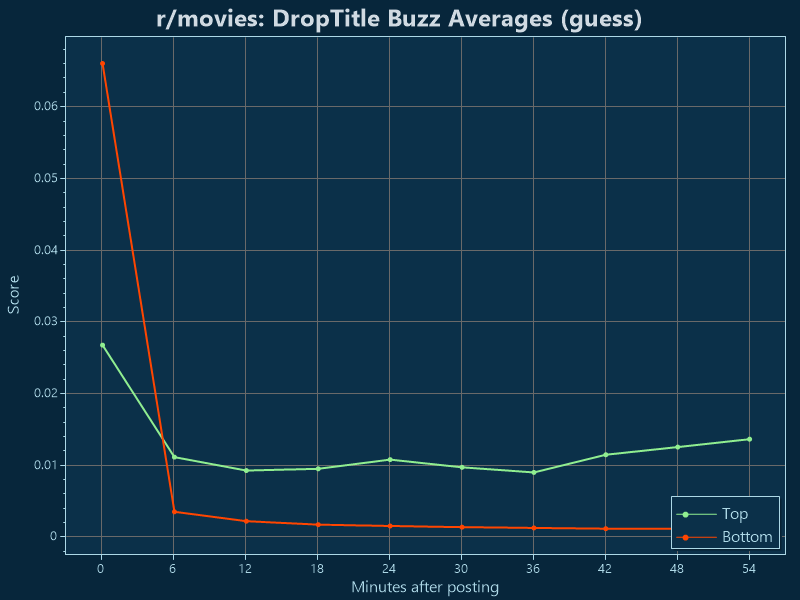 r/movies: DropTitle Buzz Averages (guess)
0.06
0.05
0.04
0.03
0.02
0.01
0
Score
0 6 12 18 24 30 36 42 48 54
Minutes after posting
Top
Bottom